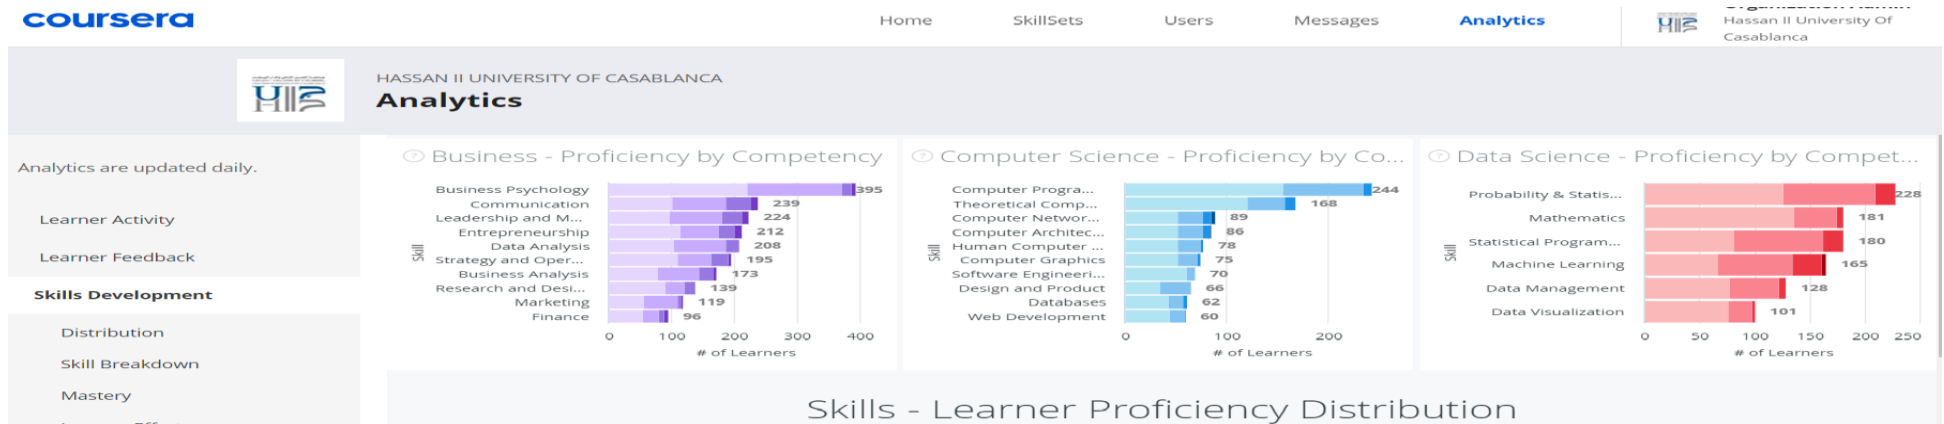 coursera
Home
SkillSets
Users
Messages
Analytics
Hassan II University Of
Casablanca
HASSAN II UNIVERSITY OF CASABLANCA
Analytics
Analytics are updated daily.
Learner Activity
Learner Feedback
Skills Development
Distribution
Skill Breakdown
Mastery
Business - Proficiency by Competency
Skill
Business Psychology 395
Communication 239
Leadership and M... 224
Entrepreneurship 212
Data Analysis 208
Strategy and Oper... 195
Business Analysis 173
Research and Desi... 139
Marketing 119
Finance 96
0 100 200 300 400
# of Learners
Computer Science - Proficiency by Co...
Skill
Computer Progra... 244
Theoretical Comp... 168
Computer Networ... 89
Computer Architec... 86
Human Computer ... 78
Computer Graphics 75
Software Engineeri... 70
Design and Product 66
Databases 62
Web Development 60
0 100 200
# of Learners
Data Science - Proficiency by Compet...
Skill
Probability & Statis... 228
Mathematics 181
Statistical Program... 180
Machine Learning 165
Data Management 128
Data Visualization 101
0 50 100 150 200 250
# of Learners
Skills - Learner Proficiency Distribution